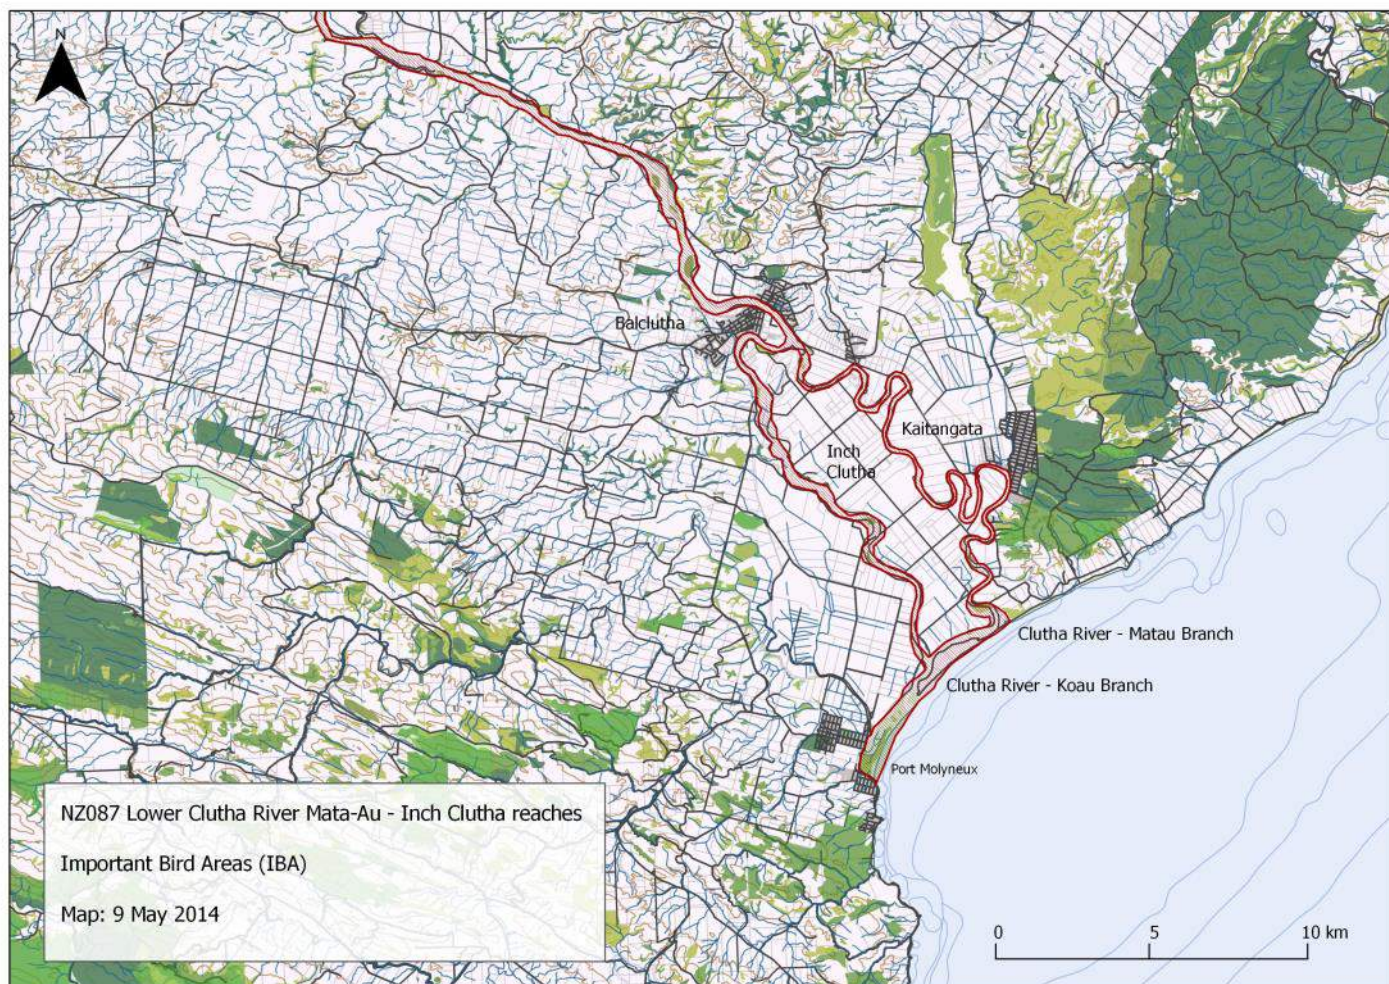 N
Balclutha
Kaitangata
Inch
Clutha
Clutha River - Matau Branch
Clutha River - Koau Branch
Port Molyneux
NZ087 Lower Clutha River Mata-Au - Inch Clutha reaches
Important Bird Areas (IBA)
Map: 9 May 2014
0 5 10 km